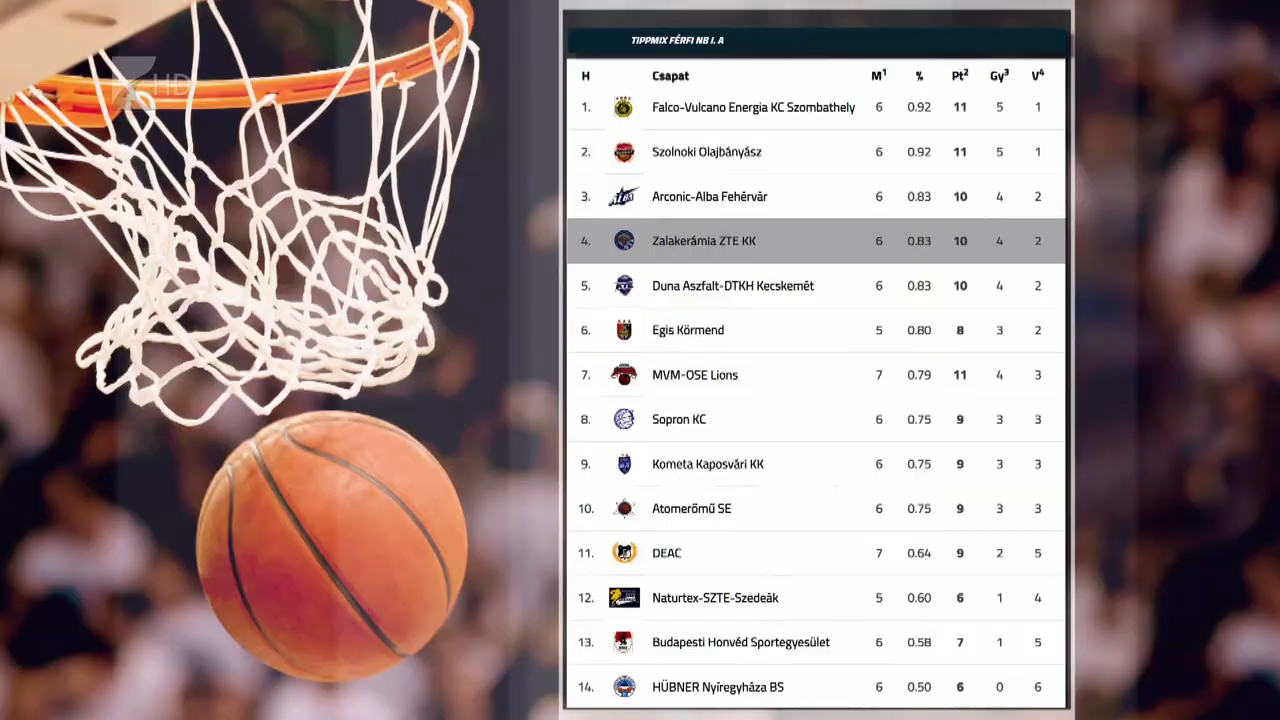 HD
TIPPMIX FÉRFI NB I. A
H Csapat M¹ % Pt² Gy³ V⁴
1. Falco-Vulcano Energia KC Szombathely 6 0.92 11 5 1
2. Szolnoki Olajbányász 6 0.92 11 5 1
3. Arconic-Alba Fehérvár 6 0.83 10 4 2
4. Zalakerámia ZTE KK 6 0.83 10 4 2
5. Duna Aszfalt-DTKH Kecskemét 6 0.83 10 4 2
6. Egis Körmend 5 0.80 8 3 2
7. MVM-OSE Lions 7 0.79 11 4 3
8. Sopron KC 6 0.75 9 3 3
9. Kometa Kaposvári KK 6 0.75 9 3 3
10. Atomerőmű SE 6 0.75 9 3 3
11. DEAC 7 0.64 9 2 5
12. Naturtex-SZTE-Szedeák 5 0.60 6 1 4
13. Budapesti Honvéd Sportegyesület 6 0.58 7 1 5
14. HÜBNER Nyíregyháza BS 6 0.50 6 0 6